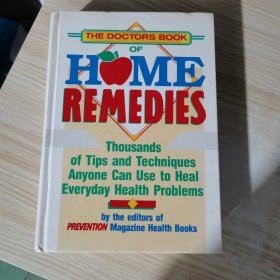 THE DOCTORS BOOK
OF
HOME
REMEDIES
Thousands
of Tips and Techniques
Anyone Can Use to Heal
Everyday Health Problems
by the editors of
PREVENTION Magazine Health Books